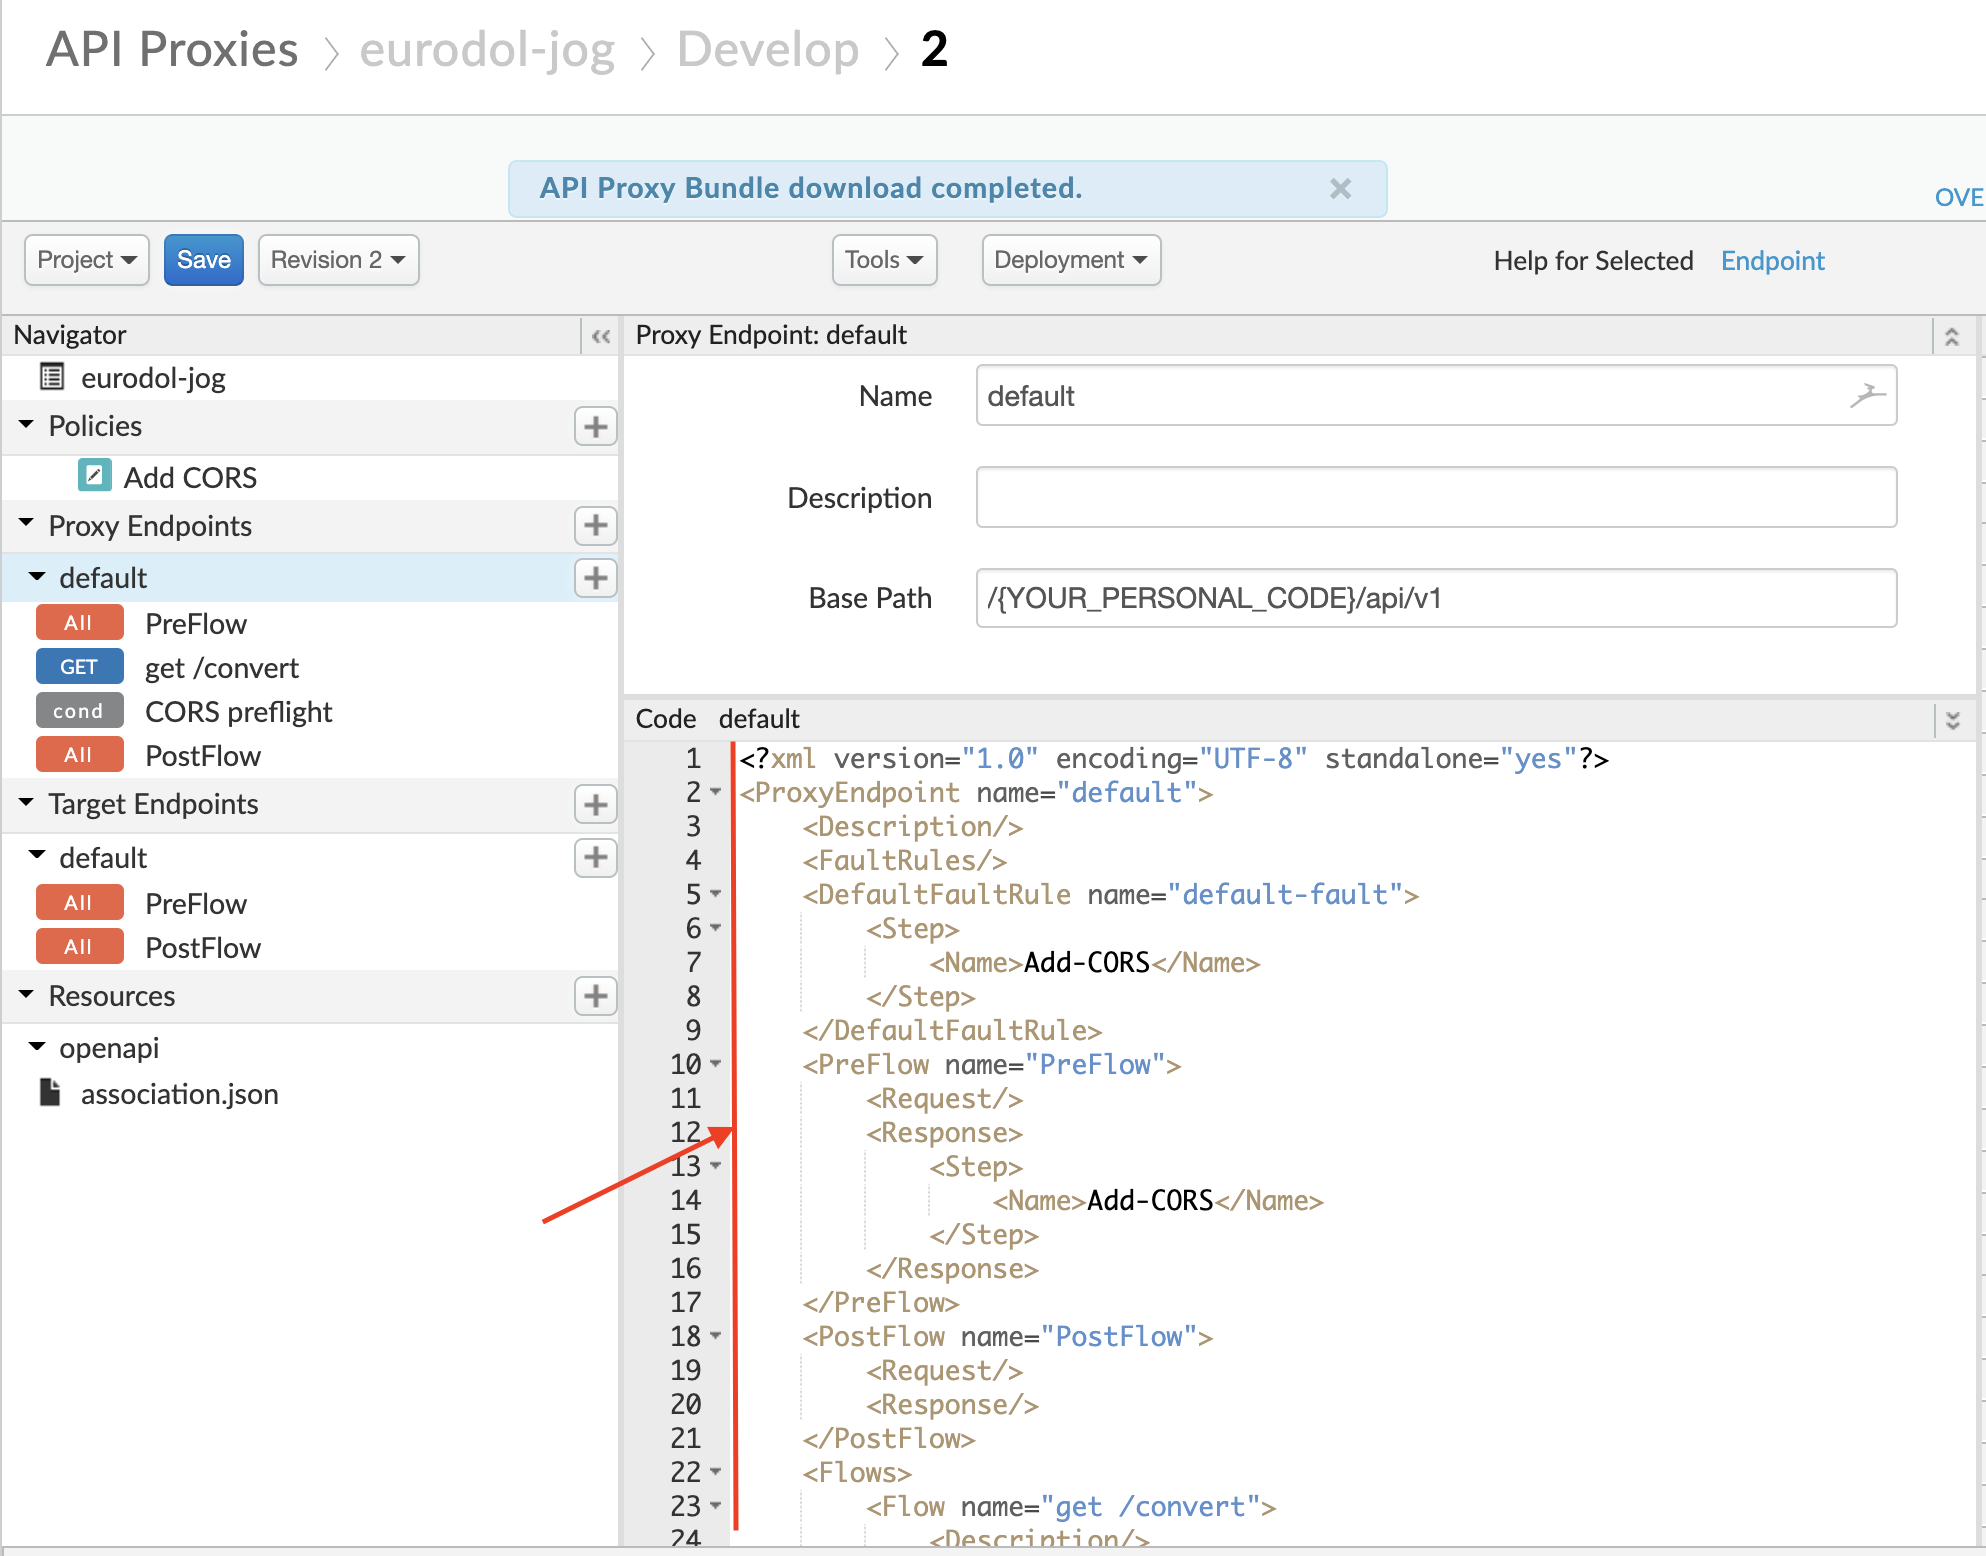 API Proxies > eurodol-jog > Develop > 2
API Proxy Bundle download completed. ×
OVE
Project Save Revision 2 Tools Deployment Help for Selected Endpoint
Navigator «
eurodol-jog
Policies +
Add CORS
Proxy Endpoints +
default +
All PreFlow
GET get /convert
cond CORS preflight
All PostFlow
Target Endpoints +
default +
All PreFlow
All PostFlow
Resources +
openapi
association.json
Proxy Endpoint: default
Name default
Description
Base Path /{YOUR_PERSONAL_CODE}/api/v1
Code default
1 <?xml version="1.0" encoding="UTF-8" standalone="yes"?>
2 <ProxyEndpoint name="default">
3 <Description/>
4 <FaultRules/>
5 <DefaultFaultRule name="default-fault">
6 <Step>
7 <Name>Add-CORS</Name>
8 </Step>
9 </DefaultFaultRule>
10 <PreFlow name="PreFlow">
11 <Request/>
12 <Response>
13 <Step>
14 <Name>Add-CORS</Name>
15 </Step>
16 </Response>
17 </PreFlow>
18 <PostFlow name="PostFlow">
19 <Request/>
20 <Response/>
21 </PostFlow>
22 <Flows>
23 <Flow name="get /convert">
24 <Description/>